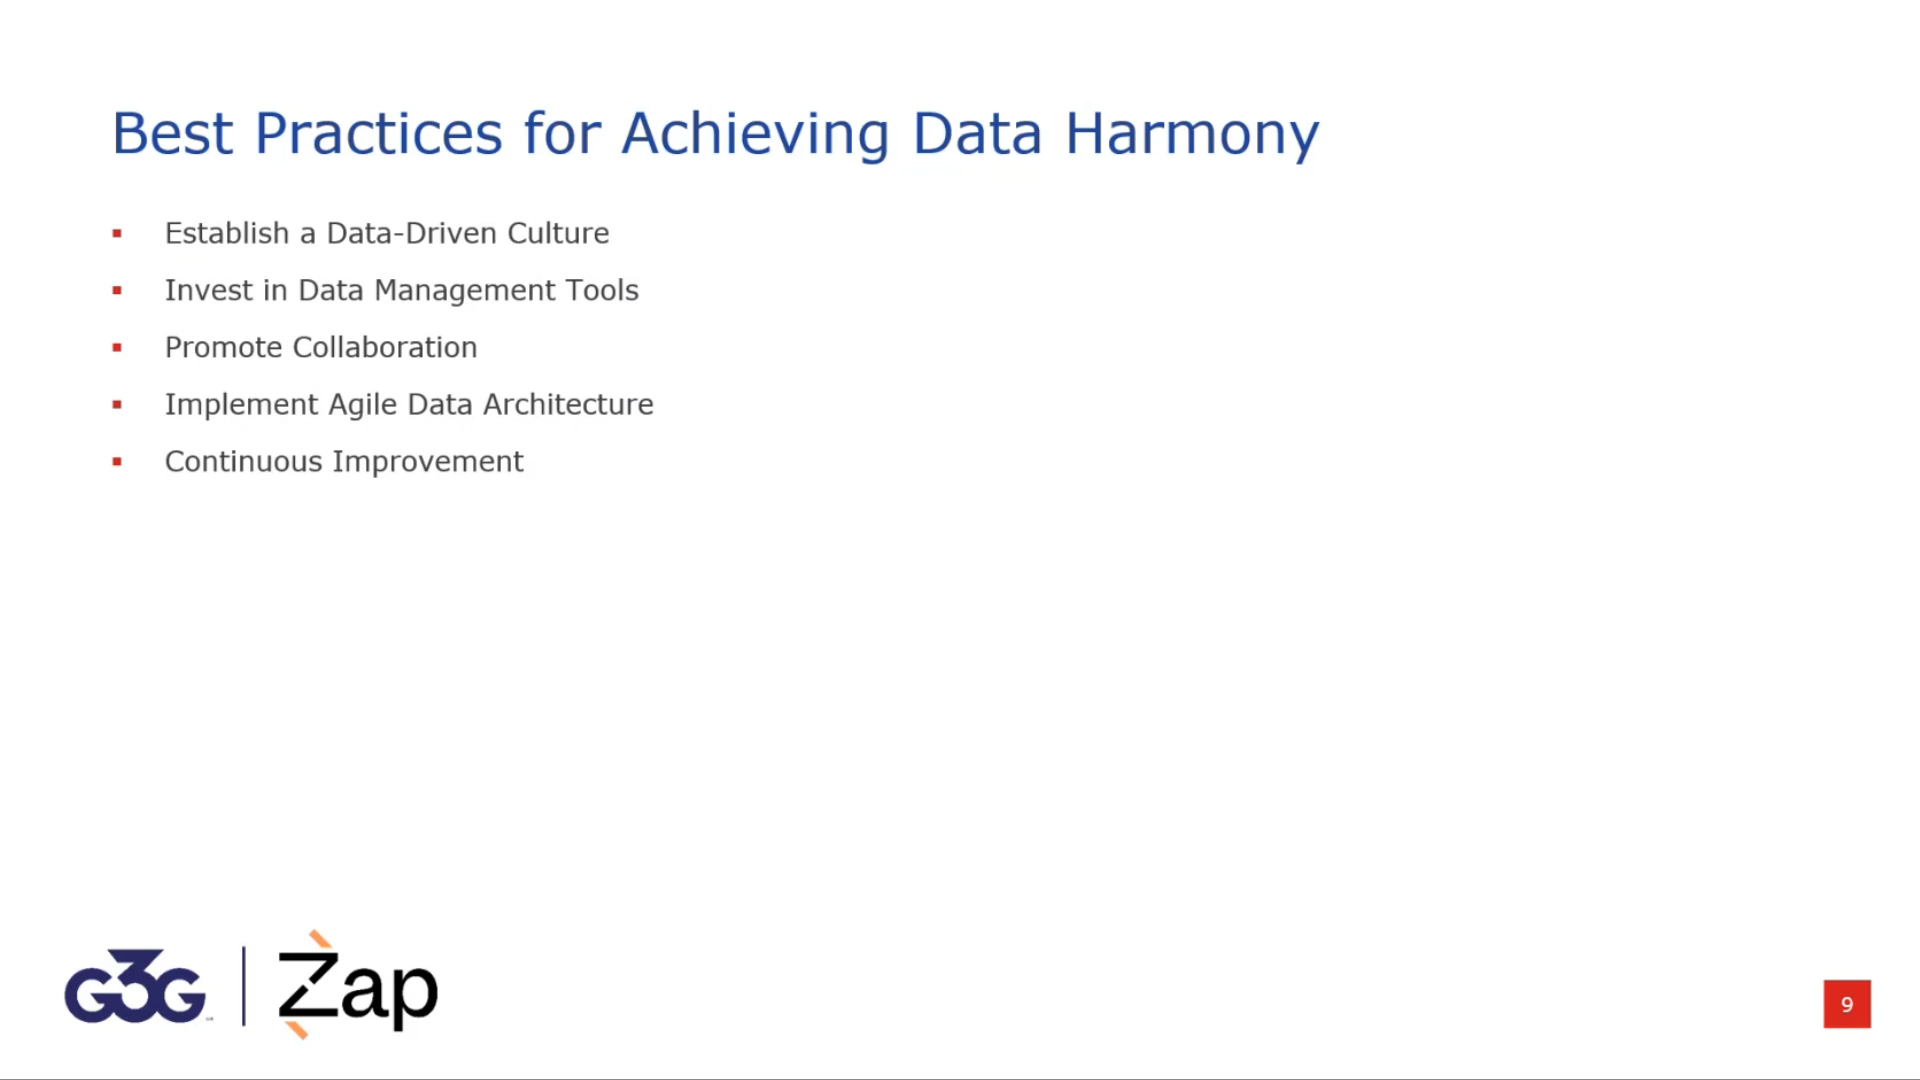 Best Practices for Achieving Data Harmony
Establish a Data-Driven Culture
Invest in Data Management Tools
Promote Collaboration
Implement Agile Data Architecture
Continuous Improvement
G3G
Zap
9